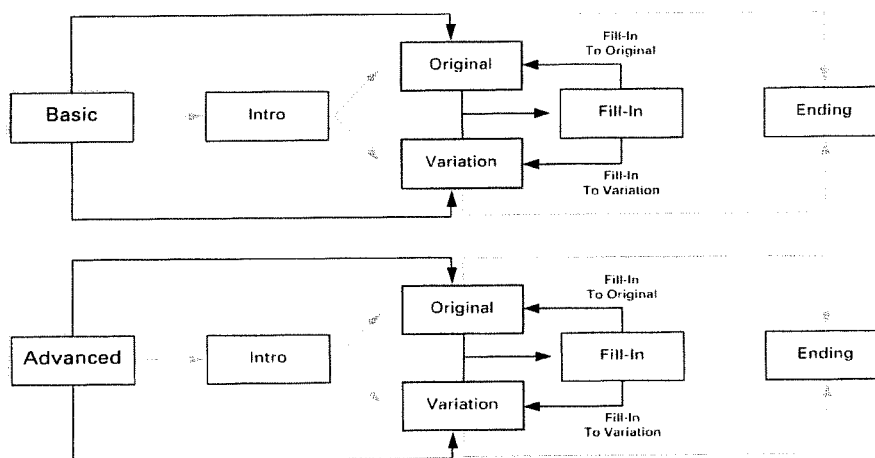 Fill-In
To Original
Original
Basic
Intro
Fill-In
Ending
Variation
Fill-In
To Variation
Fill-In
To Original
Original
Advanced
Intro
Fill-In
Ending
Variation
Fill-In
To Variation